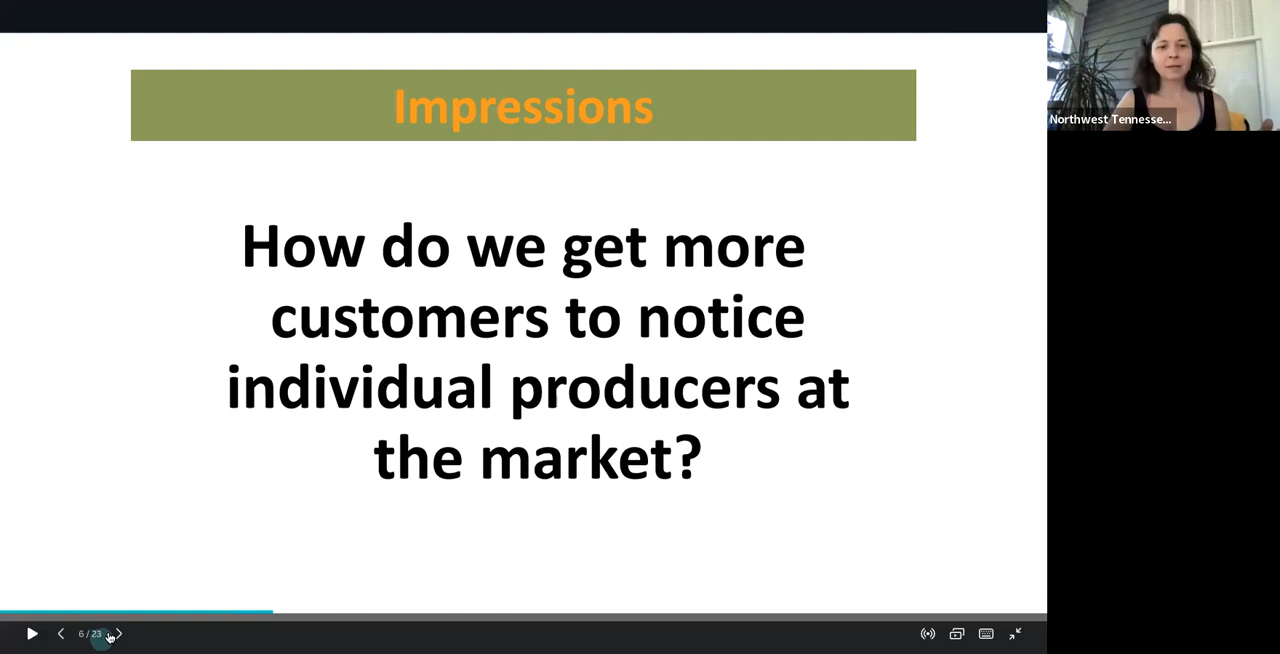 Impressions
How do we get more
customers to notice
individual producers at
the market?
Northwest Tennesse...
6 / 23